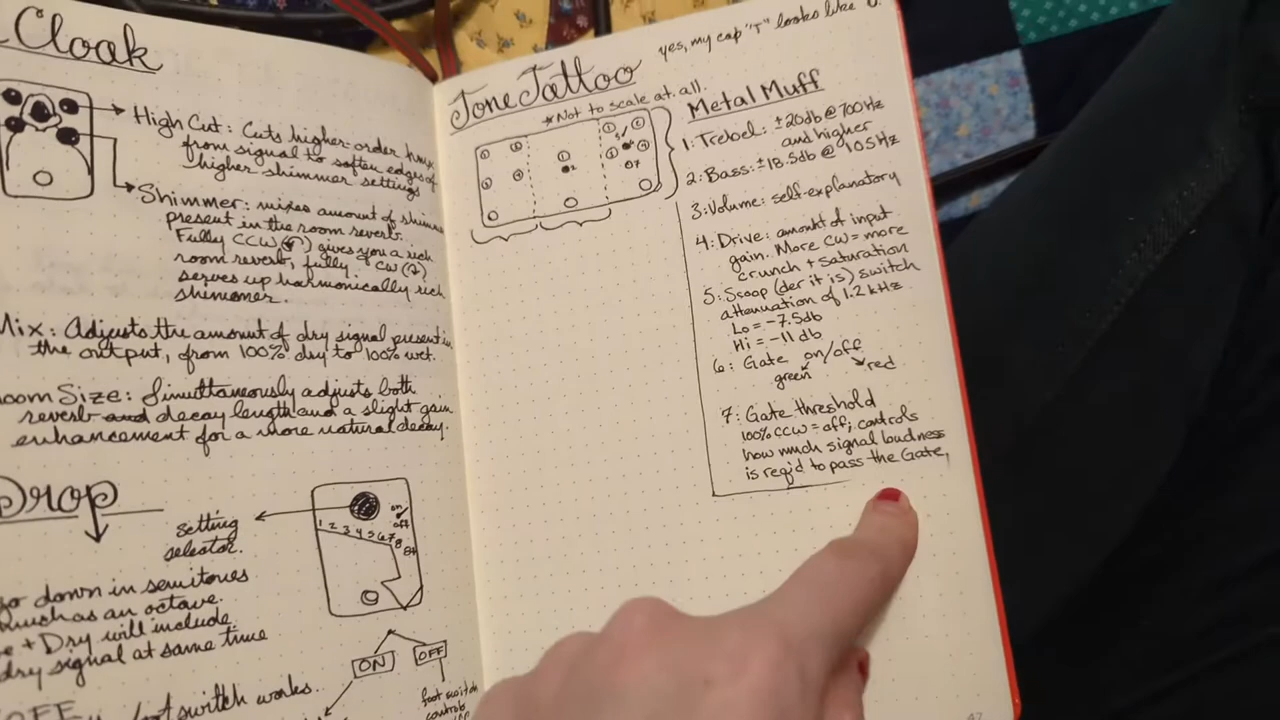 Cloak
High Cut: Cuts higher order
from signal to soften edges of
higher shimmer settings
Shimmer: mixes amount of
present in the room reverb.
Fully CCW (↶) gives you a rich
room reverb, fully CW (↷)
serves up harmonically rich
shimmer.
Mix: Adjusts the amount of dry signal present in
the output, from 100% dry to 100% wet.
Room Size: Simultaneously adjusts both
reverb and decay length and a slight gain
enhancement for a more natural decay.
Drop
setting
selector.
on
off
1 2 3 4 5 6 7
8
go down in semitones
much as an octave.
+ Dry will include
dry signal at same time
ON
OFF
OFF
foot switch works.
foot switch
controls
yes, my cap "T" looks like
Tone Tattoo
*Not to scale at all.
Metal Muff
1: Trebel: ±20db @ 700Hz
and higher
2: Bass: ±18.5db @ 105Hz
3: Volume: self-explanatory
4: Drive: amount of input
gain. More CW = more
crunch + saturation
5: Scoop (der it is) switch
attenuation of 1.2kHz
Lo = -7.5db
Hi = -11 db
6: Gate on/off
green
red
7: Gate threshold
100% CCW = off; controls
how much signal loudness
is req'd to pass the Gate.
47